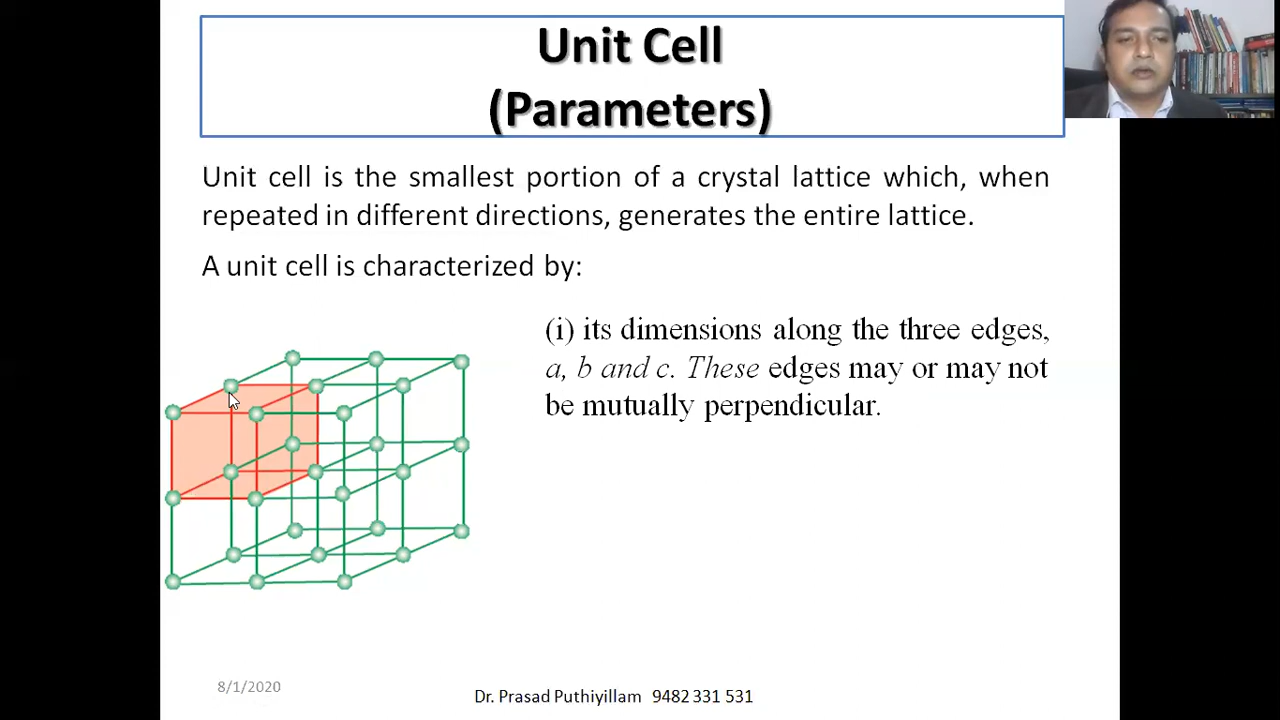 Unit Cell
(Parameters)
Unit cell is the smallest portion of a crystal lattice which, when
repeated in different directions, generates the entire lattice.
A unit cell is characterized by:
(i) its dimensions along the three edges,
a, b and c. These edges may or may not
be mutually perpendicular.
8/1/2020
Dr. Prasad Puthiyillam 9482 331 531